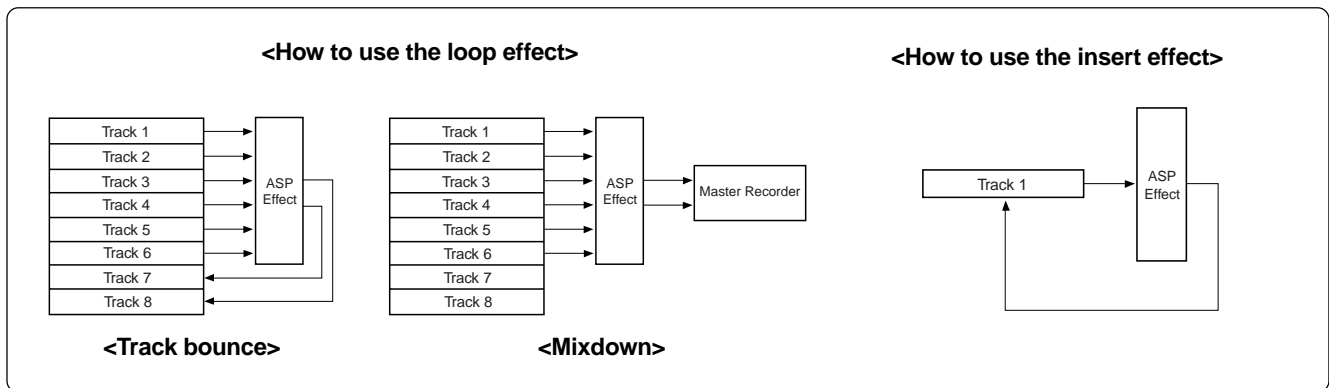 <How to use the loop effect>
Track 1
Track 2
Track 3
Track 4
Track 5
Track 6
Track 7
Track 8
ASP
Effect
<Track bounce>
Track 1
Track 2
Track 3
Track 4
Track 5
Track 6
Track 7
Track 8
ASP
Effect
Master Recorder
<Mixdown>
<How to use the insert effect>
Track 1
ASP
Effect